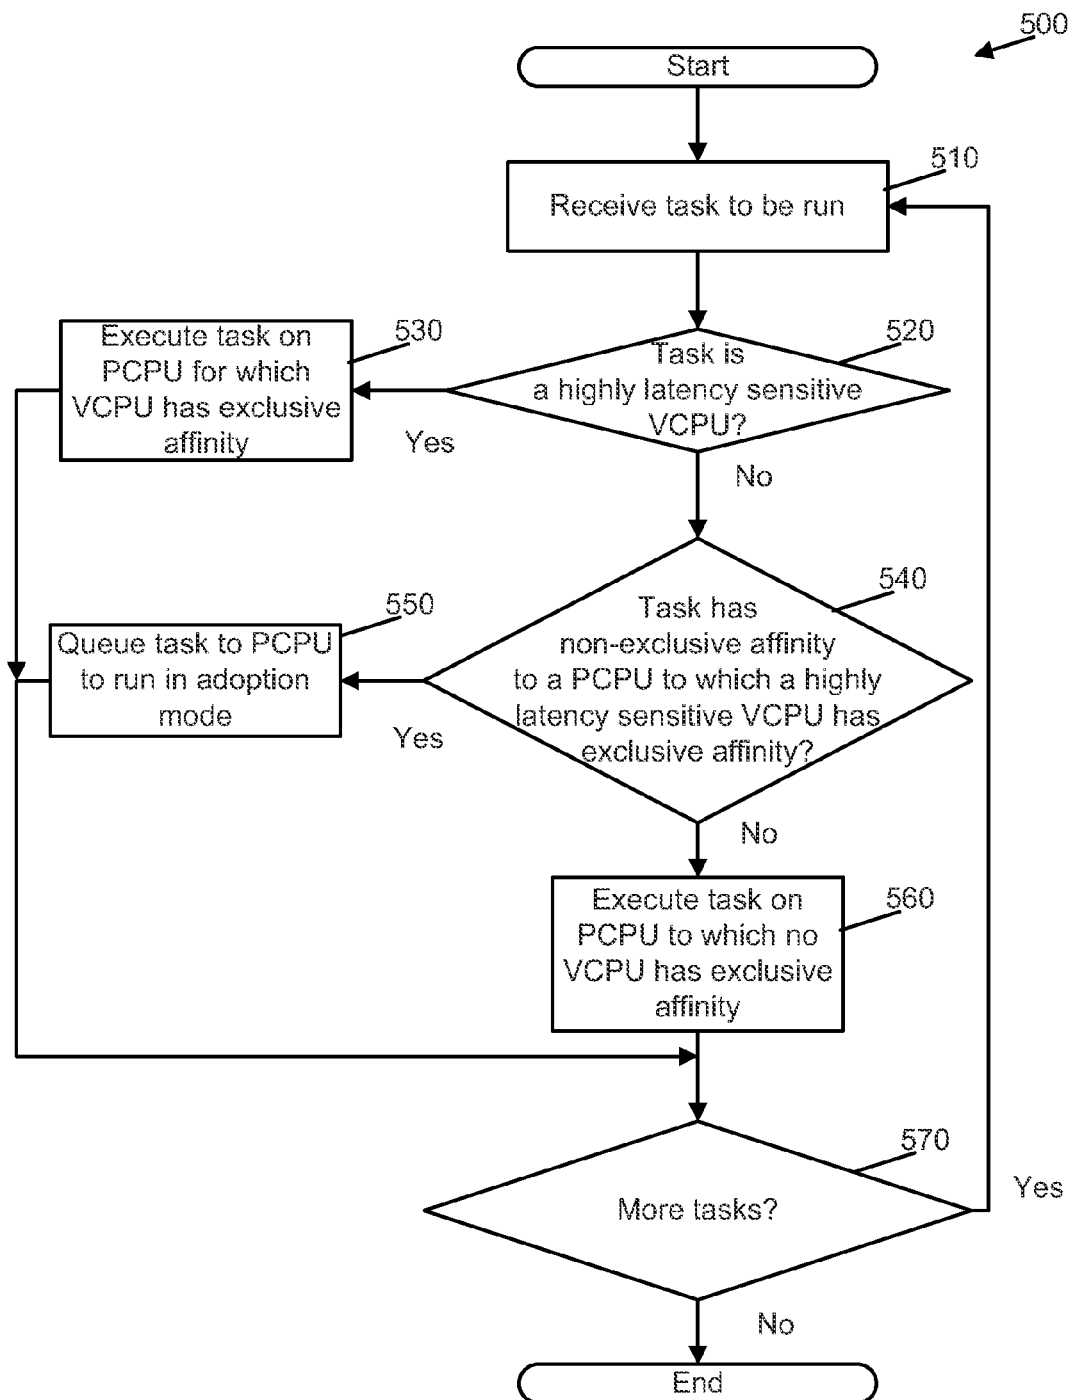 500
Start
510
Receive task to be run
520
Task is
a highly latency sensitive
VCPU?
530
Execute task on
PCPU for which
VCPU has exclusive
affinity
Yes
No
540
Task has
non-exclusive affinity
to a PCPU to which a highly
latency sensitive VCPU has
exclusive affinity?
550
Queue task to PCPU
to run in adoption
mode
Yes
No
560
Execute task on
PCPU to which no
VCPU has exclusive
affinity
570
More tasks?
Yes
No
End